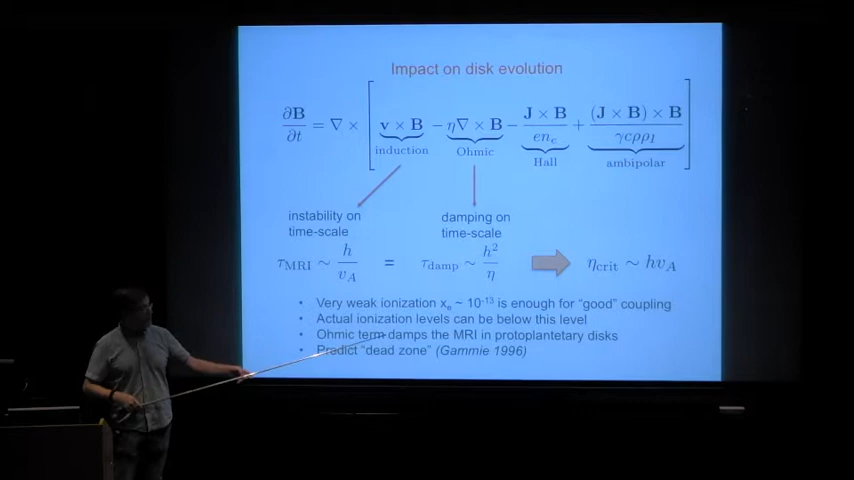 Impact on disk evolution
∂B/∂t = ∇ × [ v × B − η∇ × B − J × B / en_e + (J × B) × B / γcρρ_I ]
induction Ohmic Hall ambipolar
instability on damping on
time-scale time-scale
τ_MRI ~ h/v_A = τ_damp ~ h²/η η_crit ~ hv_A
• Very weak ionization x_e ~ 10^-13 is enough for "good" coupling
• Actual ionization levels can be below this level
• Ohmic term damps the MRI in protoplanetary disks
• Predict "dead zone" (Gammie 1996)